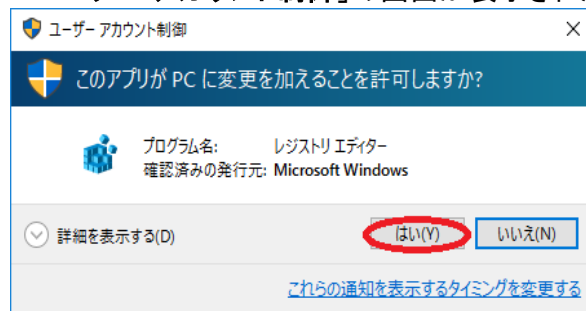 ユーザー アカウント制御
このアプリが PC に変更を加えることを許可しますか?
プログラム名: レジストリ エディター
確認済みの発行元: Microsoft Windows
詳細を表示する(D) はい(Y) いいえ(N)
これらの通知を表示するタイミングを変更する